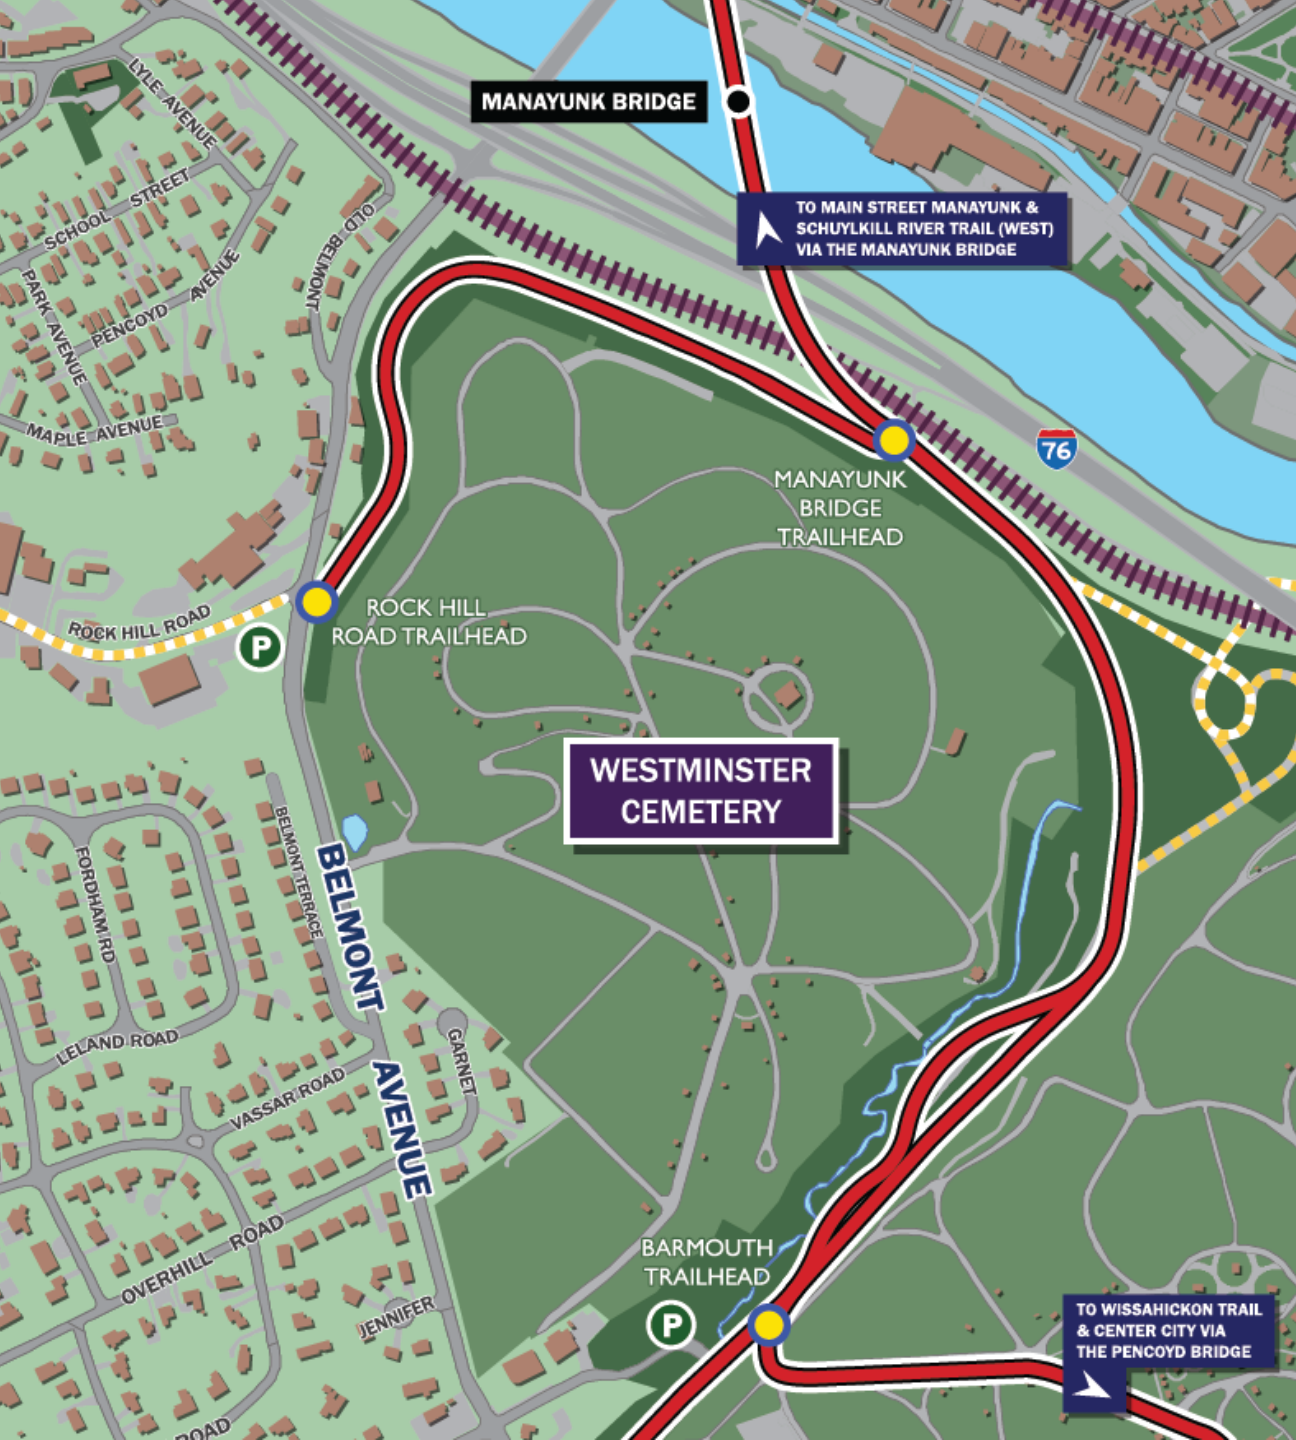 MANAYUNK BRIDGE
LYLE AVENUE
SCHOOL STREET
OLD BELMONT
TO MAIN STREET MANAYUNK &
SCHUYLKILL RIVER TRAIL (WEST)
VIA THE MANAYUNK BRIDGE
PARK AVENUE
PENCOYD AVENUE
MAPLE AVENUE
76
MANAYUNK
BRIDGE
TRAILHEAD
ROCK HILL ROAD
P
ROCK HILL
ROAD TRAILHEAD
WESTMINSTER
CEMETERY
BELMONT TERRACE
FORDHAM RD
BELMONT AVENUE
LELAND ROAD
GARNET
VASSAR ROAD
OVERHILL ROAD
BARMOUTH
TRAILHEAD
P
JENNIFER
TO WISSAHICKON TRAIL
& CENTER CITY VIA
THE PENCOYD BRIDGE
ROAD